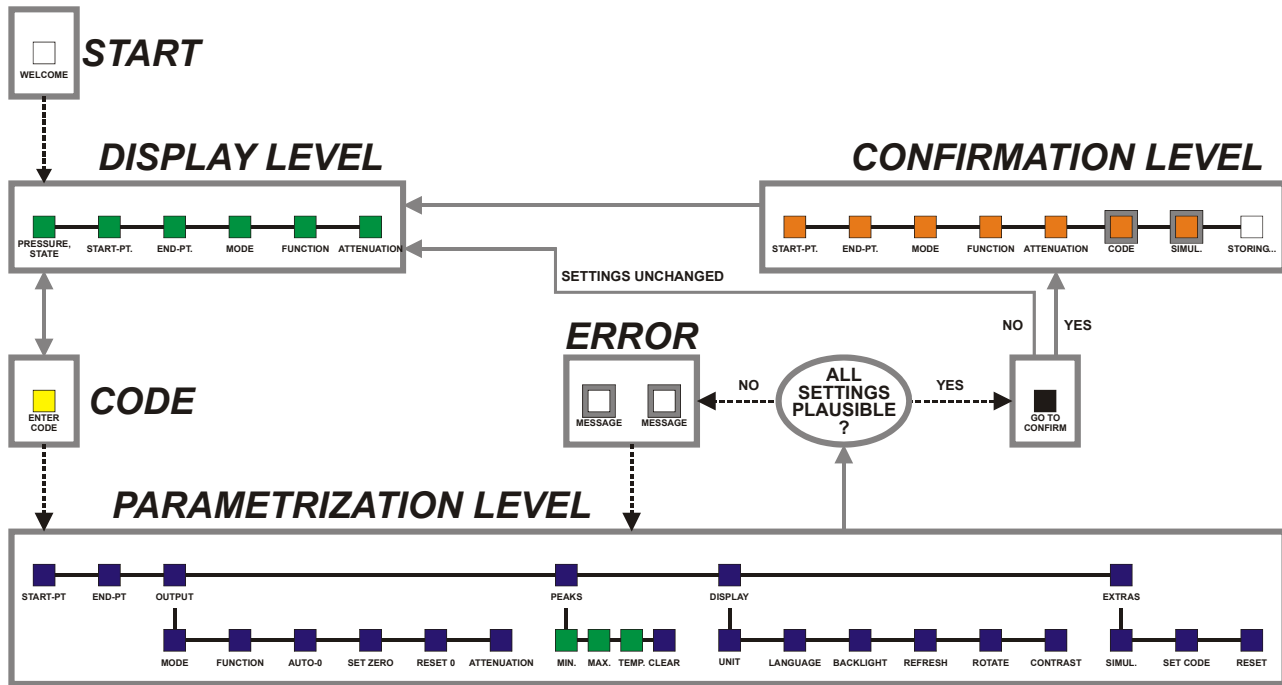 START
WELCOME
DISPLAY LEVEL
CONFIRMATION LEVEL
PRESSURE,
STATE
START-PT.
END-PT.
MODE
FUNCTION
ATTENUATION
START-PT.
END-PT.
MODE
FUNCTION
ATTENUATION
CODE
SIMUL.
STORING...
SETTINGS UNCHANGED
NO
YES
ERROR
CODE
ENTER
CODE
MESSAGE
MESSAGE
NO
ALL
SETTINGS
PLAUSIBLE
?
YES
GO TO
CONFIRM
PARAMETRIZATION LEVEL
START-PT
END-PT
OUTPUT
PEAKS
DISPLAY
EXTRAS
MODE
FUNCTION
AUTO-0
SET ZERO
RESET 0
ATTENUATION
MIN.
MAX.
TEMP.
CLEAR
UNIT
LANGUAGE
BACKLIGHT
REFRESH
ROTATE
CONTRAST
SIMUL.
SET CODE
RESET